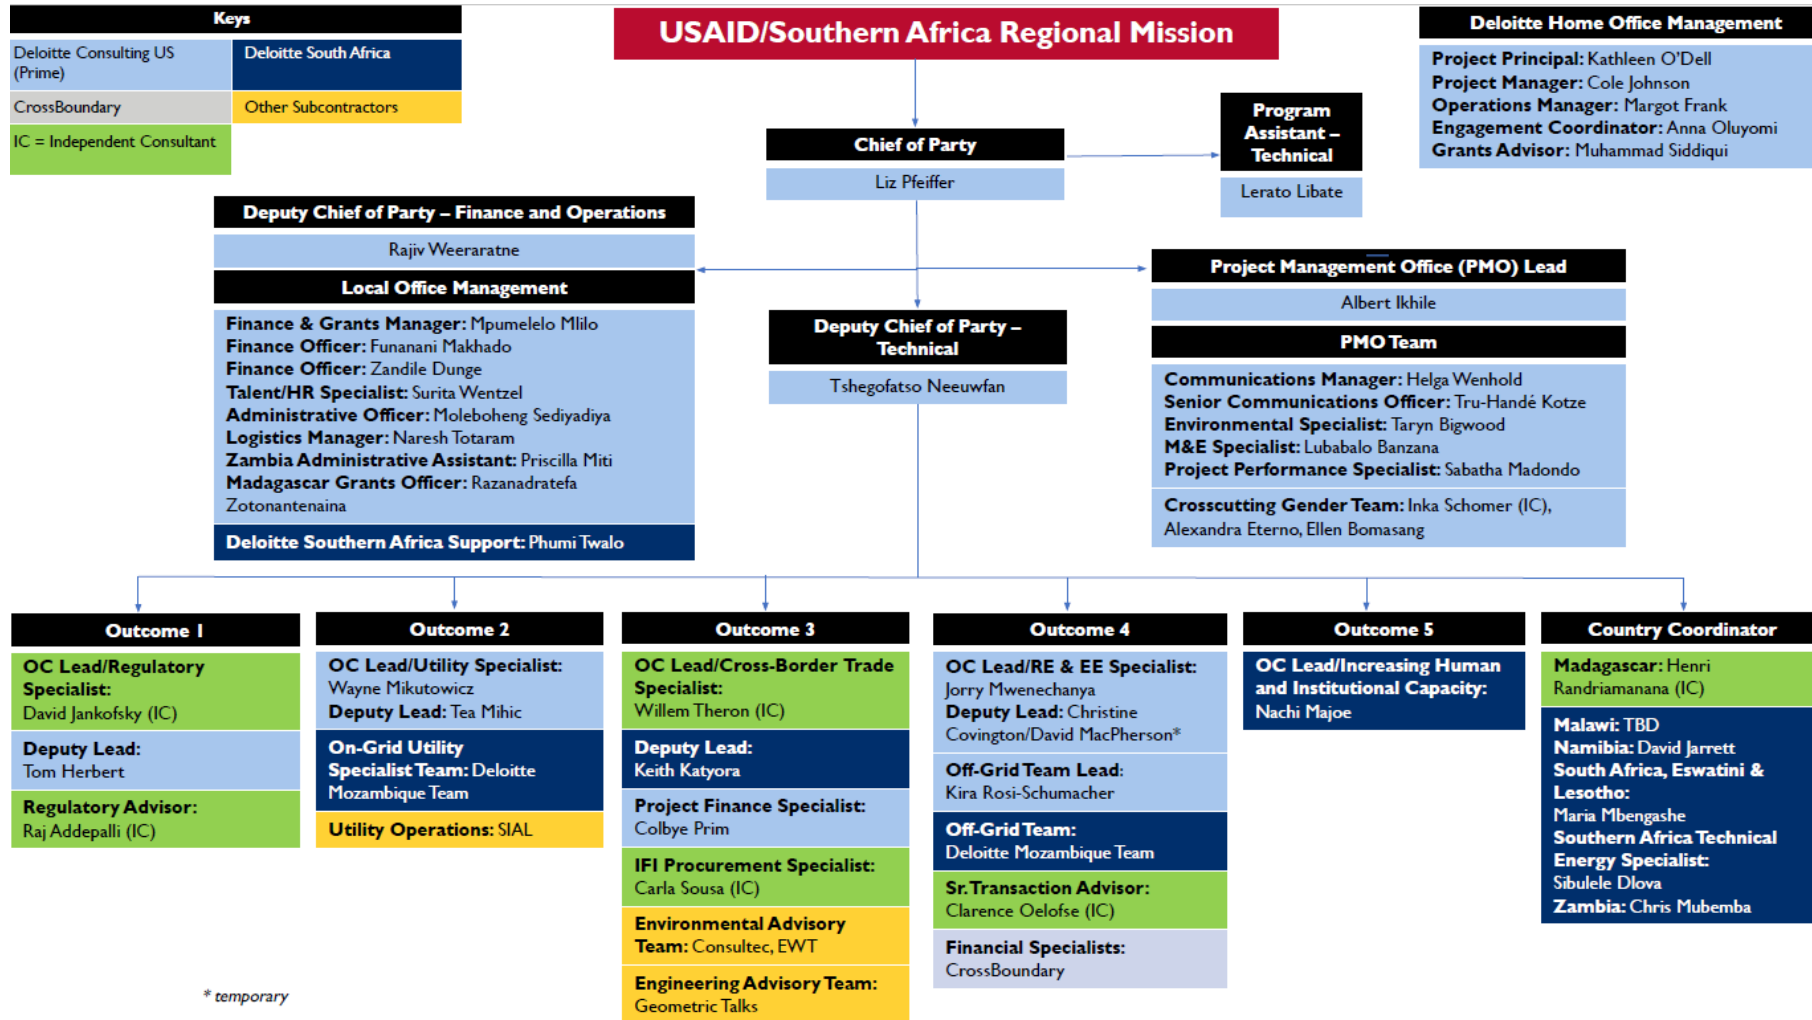 Keys
Deloitte Consulting US
(Prime)
Deloitte South Africa
CrossBoundary
Other Subcontractors
IC = Independent Consultant
USAID/Southern Africa Regional Mission
Deloitte Home Office Management
Project Principal: Kathleen O'Dell
Project Manager: Cole Johnson
Operations Manager: Margot Frank
Engagement Coordinator: Anna Oluyomi
Grants Advisor: Muhammad Siddiqui
Chief of Party
Liz Pfeiffer
Program
Assistant –
Technical
Lerato Libate
Deputy Chief of Party – Finance and Operations
Rajiv Weeraratne
Local Office Management
Finance & Grants Manager: Mpumelelo Mlilo
Finance Officer: Funanani Makhado
Finance Officer: Zandile Dunge
Talent/HR Specialist: Surita Wentzel
Administrative Officer: Moleboheng Sediyadiya
Logistics Manager: Naresh Totaram
Zambia Administrative Assistant: Priscilla Miti
Madagascar Grants Officer: Razanadratefa
Zotonantenaina
Deloitte Southern Africa Support: Phumi Twalo
Deputy Chief of Party –
Technical
Tshegofatso Neeuwfan
Project Management Office (PMO) Lead
Albert Ikhile
PMO Team
Communications Manager: Helga Wenhold
Senior Communications Officer: Tru-Handé Kotze
Environmental Specialist: Taryn Bigwood
M&E Specialist: Lubabalo Banzana
Project Performance Specialist: Sabatha Madondo
Crosscutting Gender Team: Inka Schomer (IC),
Alexandra Eterno, Ellen Bomasang
Outcome 1
OC Lead/Regulatory
Specialist:
David Jankofsky (IC)
Deputy Lead:
Tom Herbert
Regulatory Advisor:
Raj Addepalli (IC)
Outcome 2
OC Lead/Utility Specialist:
Wayne Mikutowicz
Deputy Lead: Tea Mihic
On-Grid Utility
Specialist Team: Deloitte
Mozambique Team
Utility Operations: SIAL
Outcome 3
OC Lead/Cross-Border Trade
Specialist:
Willem Theron (IC)
Deputy Lead:
Keith Katyora
Project Finance Specialist:
Colbye Prim
IFI Procurement Specialist:
Carla Sousa (IC)
Environmental Advisory
Team: Consultec, EWT
Engineering Advisory Team:
Geometric Talks
Outcome 4
OC Lead/RE & EE Specialist:
Jorry Mwenechanya
Deputy Lead: Christine
Covington/David MacPherson*
Off-Grid Team Lead:
Kira Rosi-Schumacher
Off-Grid Team:
Deloitte Mozambique Team
Sr. Transaction Advisor:
Clarence Oelofse (IC)
Financial Specialists:
CrossBoundary
Outcome 5
OC Lead/Increasing Human
and Institutional Capacity:
Nachi Majoe
Country Coordinator
Madagascar: Henri
Randriamanana (IC)
Malawi: TBD
Namibia: David Jarrett
South Africa, Eswatini &
Lesotho:
Maria Mbengashe
Southern Africa Technical
Energy Specialist:
Sibulele Dlova
Zambia: Chris Mubemba
* temporary